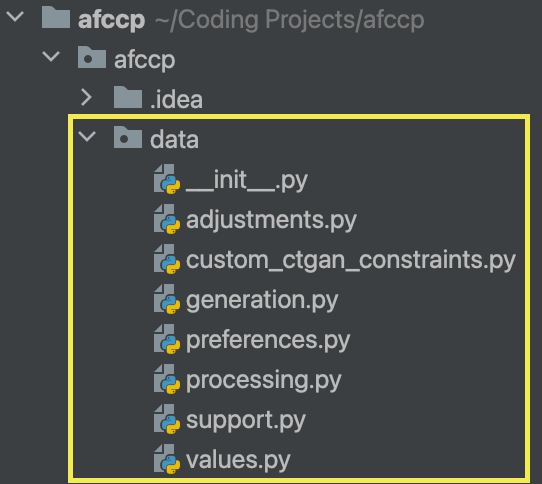 afccp ~/Coding Projects/afccp
afccp
.idea
data
__init__.py
adjustments.py
custom_ctgan_constraints.py
generation.py
preferences.py
processing.py
support.py
values.py